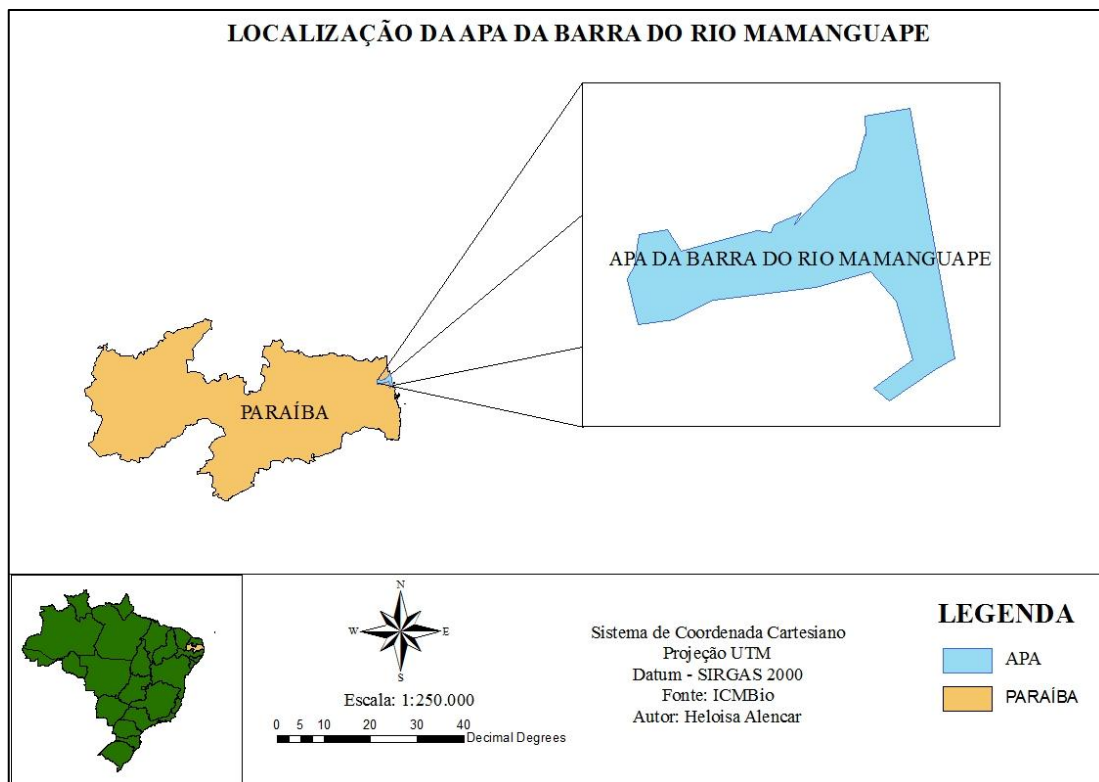 LOCALIZAÇÃO DA APA DA BARRA DO RIO MAMANGUAPE
APA DA BARRA DO RIO MAMANGUAPE
PARAÍBA
N
W
E
S
Escala: 1:250.000
0 5 10 20 30 40
Decimal Degrees
Sistema de Coordenada Cartesiano
Projeção UTM
Datum - SIRGAS 2000
Fonte: ICMBio
Autor: Heloisa Alencar
LEGENDA
APA
PARAÍBA